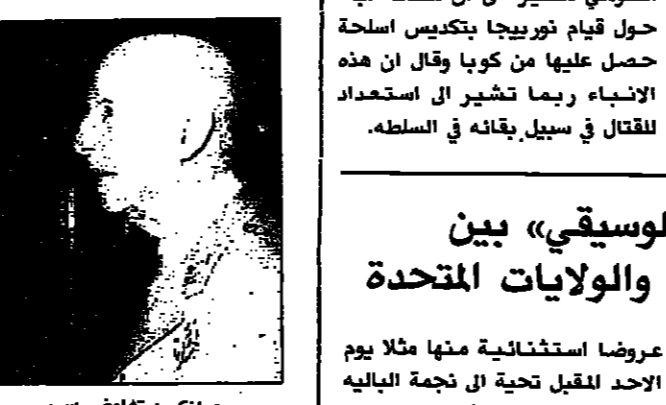 حول قيام نورييجا بتكديس اسلحة
حصل عليها من كوبا وقال ان هذه
الانباء ربما تشير الى استعداد
للقتال في سبيل بقائه في السلطه.
لوسيقي» بين
والولايات المتحدة
عروضا استثنائية منها مثلا يوم
الاحد المقبل تحية الى نجمة الباليه